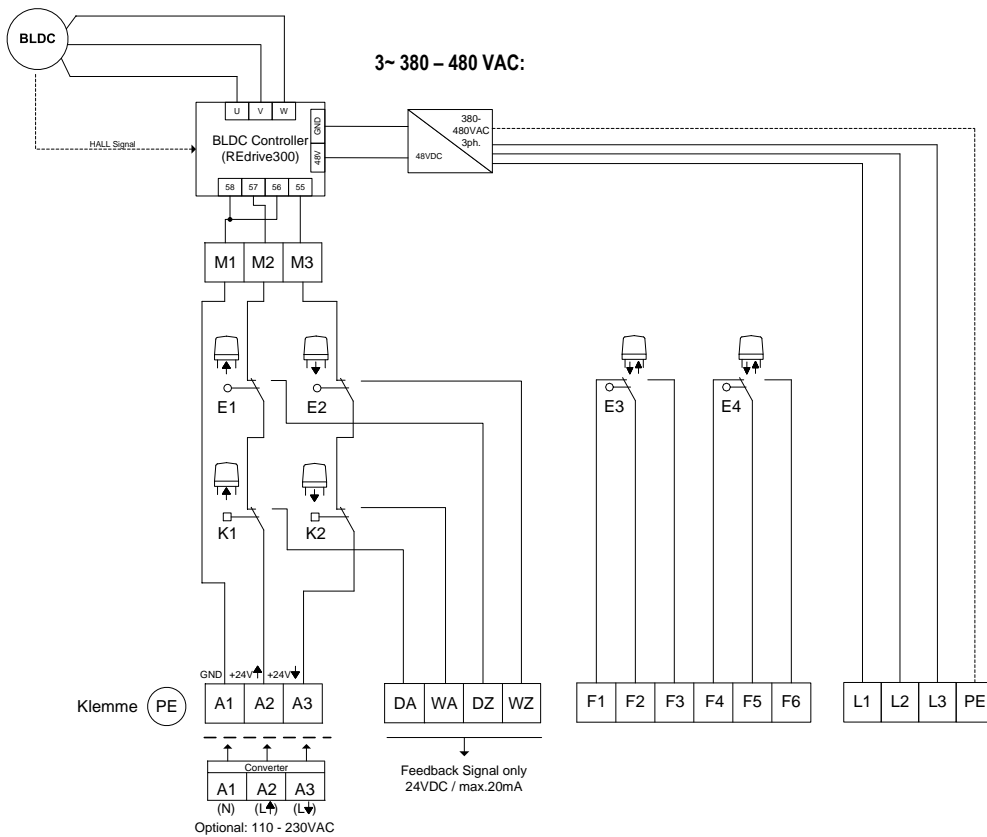 BLDC
3~ 380 – 480 VAC:
U V W
GND
48V
BLDC Controller
(REdrive300)
HALL Signal
380-
480VAC
3ph.
48VDC
58 57 56 55
M1 M2 M3
E1 E2 E3 E4
K1 K2
GND +24V +24V
Klemme PE A1 A2 A3
DA WA DZ WZ
F1 F2 F3 F4 F5 F6
L1 L2 L3 PE
Converter
A1 A2 A3
(N) (L ) (L )
Optional: 110 - 230VAC
Feedback Signal only
24VDC / max.20mA